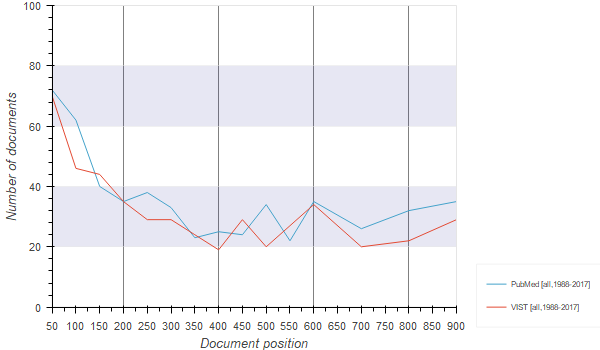 100
80
60
40
20
0
Number of documents
50 100 150 200 250 300 350 400 450 500 550 600 650 700 750 800 850 900
Document position
PubMed [all,1988-2017]
VIST [all,1988-2017]